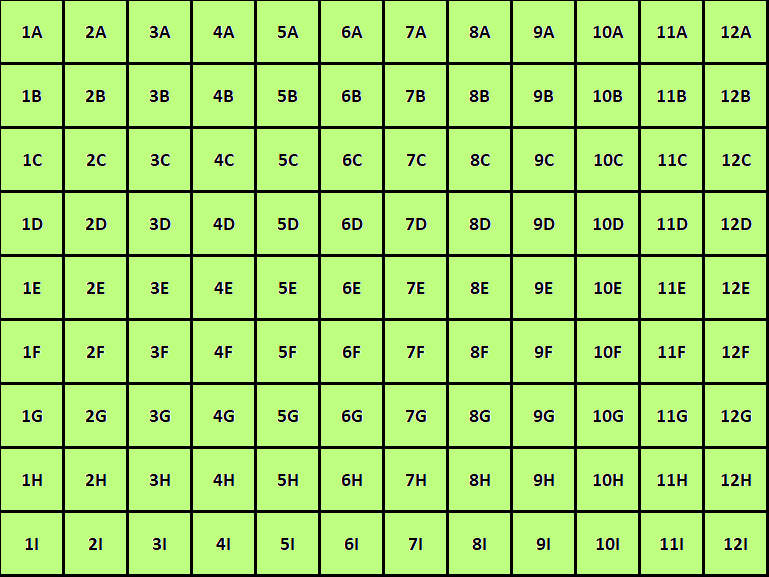 1A 2A 3A 4A 5A 6A 7A 8A 9A 10A 11A 12A
1B 2B 3B 4B 5B 6B 7B 8B 9B 10B 11B 12B
1C 2C 3C 4C 5C 6C 7C 8C 9C 10C 11C 12C
1D 2D 3D 4D 5D 6D 7D 8D 9D 10D 11D 12D
1E 2E 3E 4E 5E 6E 7E 8E 9E 10E 11E 12E
1F 2F 3F 4F 5F 6F 7F 8F 9F 10F 11F 12F
1G 2G 3G 4G 5G 6G 7G 8G 9G 10G 11G 12G
1H 2H 3H 4H 5H 6H 7H 8H 9H 10H 11H 12H
1I 2I 3I 4I 5I 6I 7I 8I 9I 10I 11I 12I